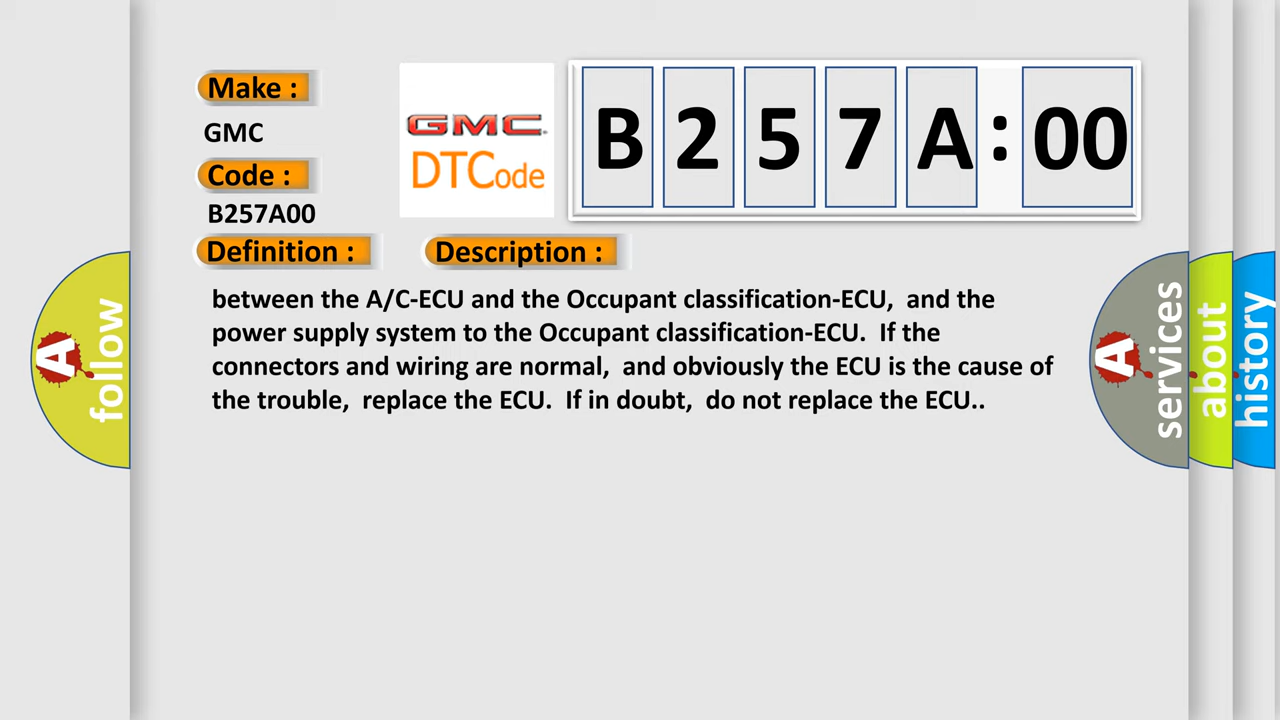 Make :
GMC
Code :
B257A00
Definition :
Description :
GMC
DTCode
B 2 5 7 A : 00
between the A/C-ECU and the Occupant classification-ECU, and the
power supply system to the Occupant classification-ECU If the
connectors and wiring are normal, and obviously the ECU is the cause of
the trouble, replace the ECU If in doubt, do not replace the ECU..
A
follow
A
services
about
history